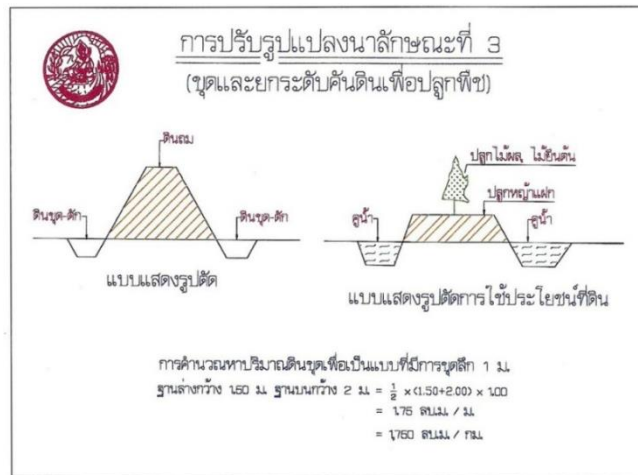 การปรับรูปแปลงนาลักษณะที่ 3
(ขุดและยกระดับคันดินเพื่อปลูกพืช)
ดินถม
ดินขุด-ตัก
ดินขุด-ตัก
แบบแสดงรูปตัด
ปลูกไม้ผล, ไม้ยืนต้น
ปลูกหญ้าแฝก
คูน้ำ
คูน้ำ
แบบแสดงรูปตัดการใช้ประโยชน์ที่ดิน
การคำนวณหาปริมาณดินขุดเพื่อเป็นแบบที่มีการขุดลึก 1 ม.
ฐานล่างกว้าง 1.50 ม. ฐานบนกว้าง 2 ม. = 1/2 x (1.50+2.00) x 1.00
= 1.75 ลบ.ม. / ม.
= 1,750 ลบ.ม. / กม.